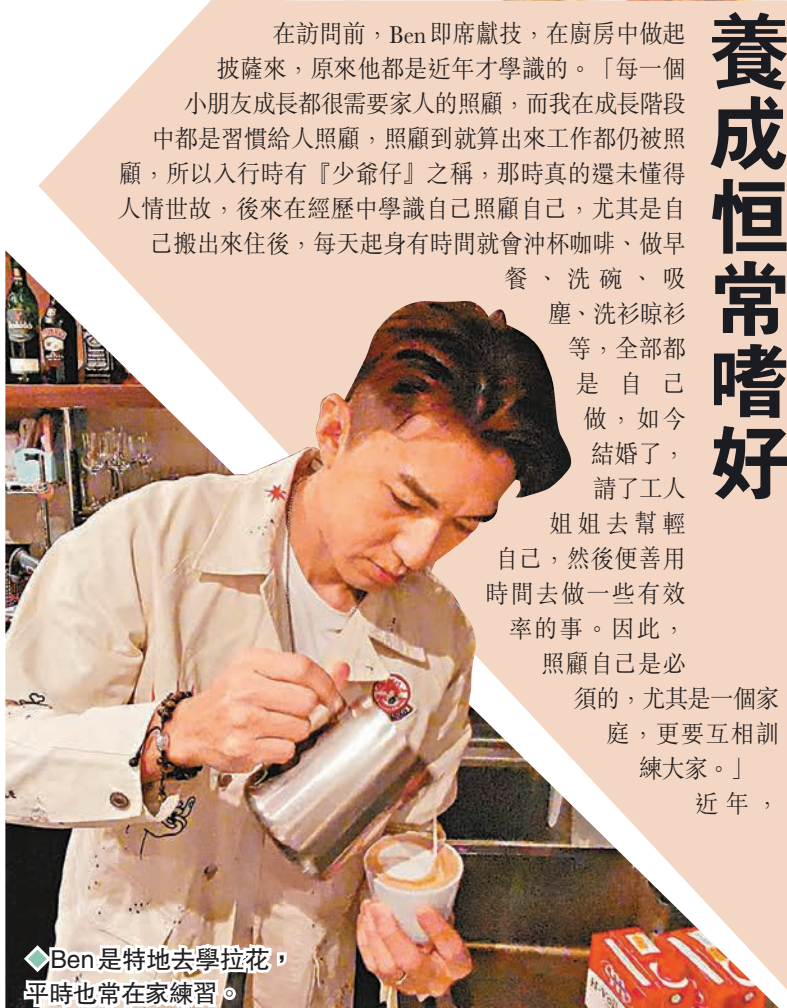 養成恒常嗜好
在訪問前，Ben即席獻技，在廚房中做起
披薩來，原來他都是近年才學識的。「每一個
小朋友成長都很需要家人的照顧，而我在成長階段
中都是習慣給人照顧，照顧到就算出來工作都仍被照
顧，所以入行時有『少爺仔』之稱，那時真的還未懂得
人情世故，後來在經歷中學識自己照顧自己，尤其是自
己搬出來住後，每天起身有時間就會沖杯咖啡、做早
餐、洗碗、吸
塵、洗衫晾衫
等，全部都
是自己
做，如今
結婚了，
請了工人
姐姐去幫輕
自己，然後便善用
時間去做一些有效
率的事。因此，
照顧自己是必
須的，尤其是一個家
庭，更要互相訓
練大家。」
近年，
◆Ben是特地去學拉花，
平時也常在家練習。